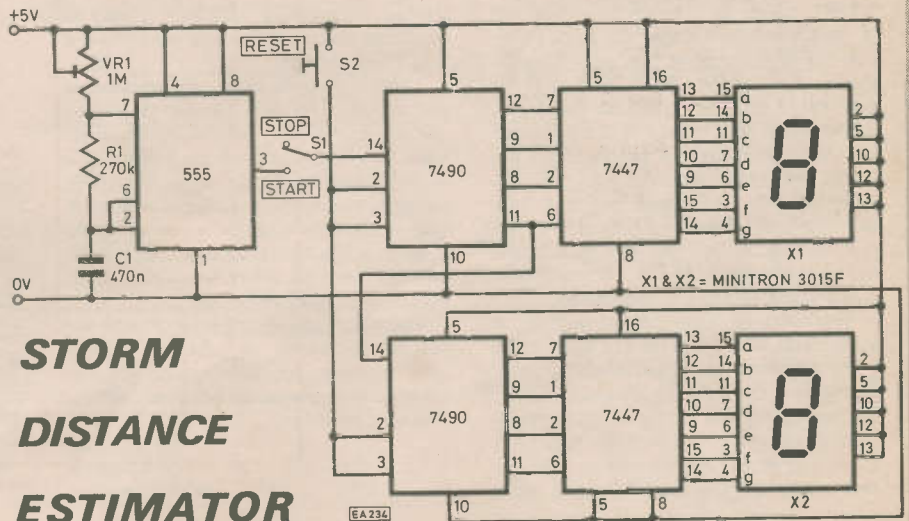 +5V
VR1
1M
7
R1
270k
6
2
C1
470n
0V
4
8
555
3
1
RESET
S2
STOP
S1
START
5
14
2
3
7490
12
9
8
11
10
5
16
7
1
2
6
7447
8
13 15 a
12 14 b
11 11 c
10 7 d
9 6 e
15 3 f
14 4 g
2
5
10
12
13
X1
X1 & X2 = MINITRON 3015F
5
14
2
3
7490
12
9
8
11
10
16
7
1
2
6
7447
5
8
13 15 a
12 14 b
11 11 c
10 7 d
9 6 e
15 3 f
14 4 g
2
5
10
12
13
X2
STORM
DISTANCE
ESTIMATOR
EA234